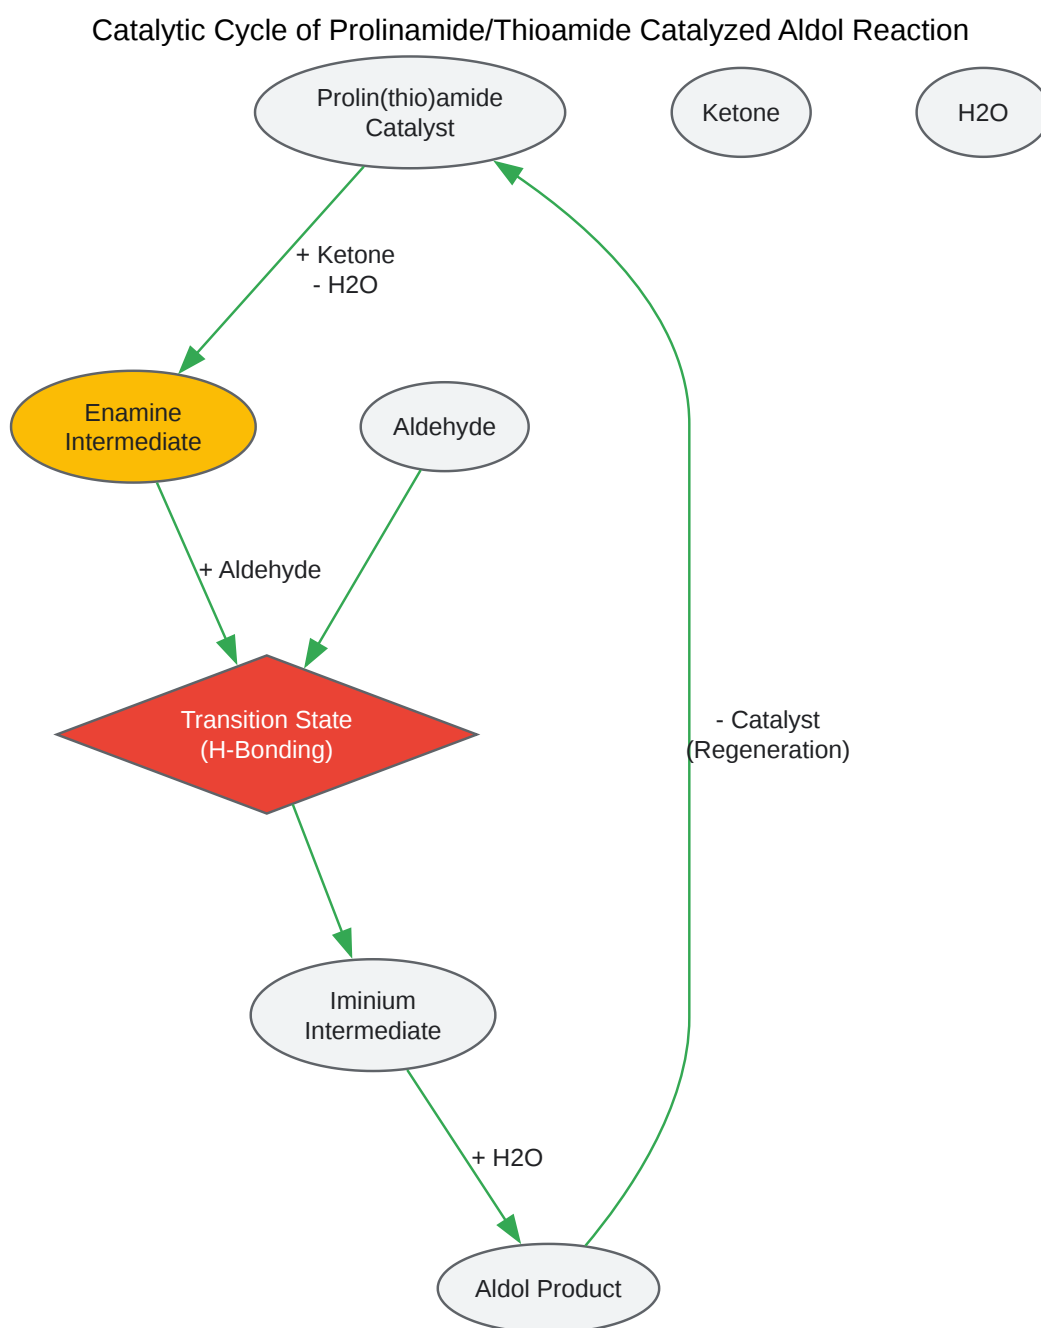 Catalytic Cycle of Prolinamide/Thioamide Catalyzed Aldol Reaction
Prolin(thio)amide
Catalyst
Ketone
H2O
+ Ketone
- H2O
Enamine
Intermediate
Aldehyde
+ Aldehyde
Transition State
(H-Bonding)
- Catalyst
(Regeneration)
Iminium
Intermediate
+ H2O
Aldol Product